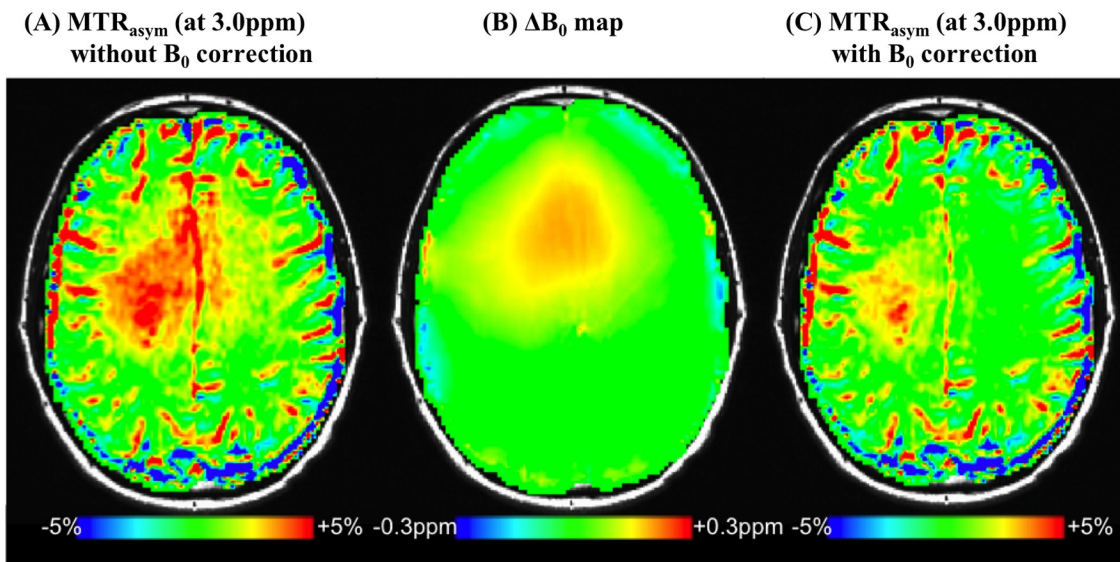 (A) MTRasym (at 3.0ppm)
without B0 correction
(B) ΔB0 map
(C) MTRasym (at 3.0ppm)
with B0 correction
-5% +5%
-0.3ppm +0.3ppm
-5% +5%